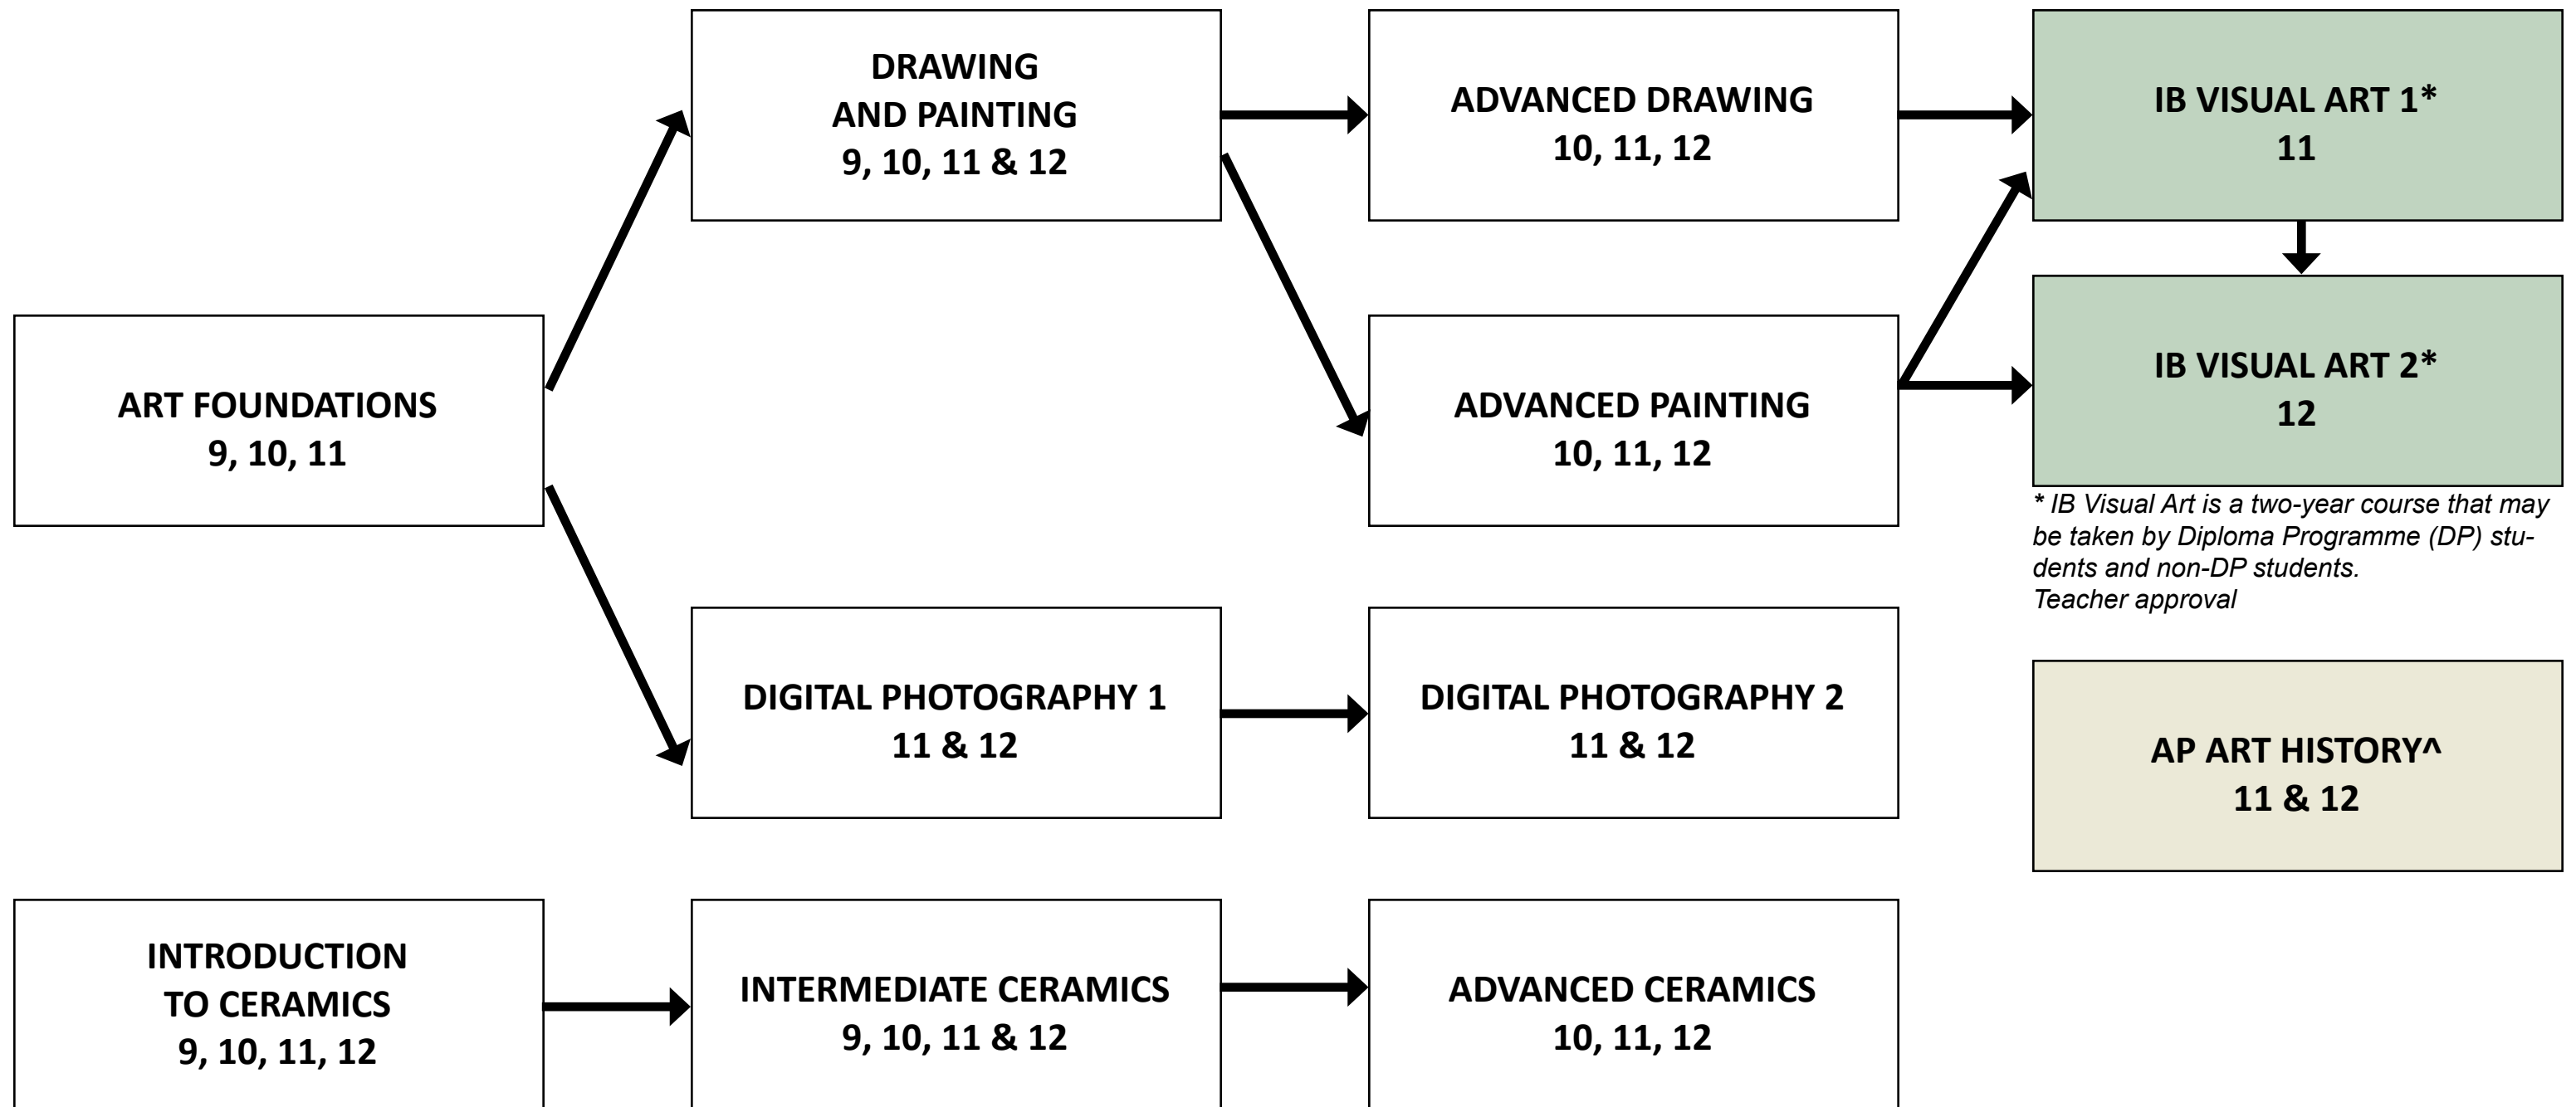 DRAWING
AND PAINTING
9, 10, 11 & 12
ADVANCED DRAWING
10, 11, 12
IB VISUAL ART 1*
11
ART FOUNDATIONS
9, 10, 11
ADVANCED PAINTING
10, 11, 12
IB VISUAL ART 2*
12
* IB Visual Art is a two-year course that may
be taken by Diploma Programme (DP) stu-
dents and non-DP students.
Teacher approval
DIGITAL PHOTOGRAPHY 1
11 & 12
DIGITAL PHOTOGRAPHY 2
11 & 12
AP ART HISTORY^
11 & 12
INTRODUCTION
TO CERAMICS
9, 10, 11, 12
INTERMEDIATE CERAMICS
9, 10, 11 & 12
ADVANCED CERAMICS
10, 11, 12